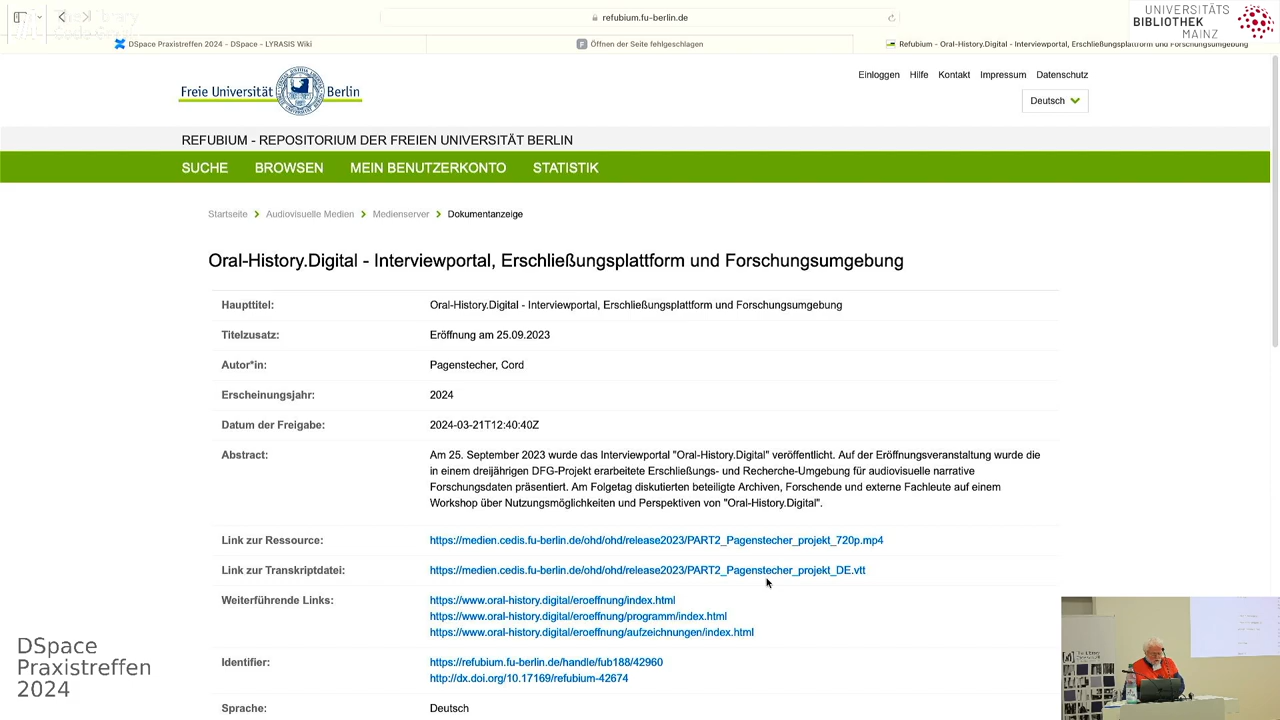 refubium.fu-berlin.de
UNIVERSITÄTS
BIBLIOTHEK
MAINZ
DSpace Praxistreffen 2024 - DSpace - LYRASIS Wiki
Öffnen der Seite fehlgeschlagen
Refubium - Oral-History.Digital - Interviewportal, Erschließungsplattform und Forschungsumgebung
Freie Universität Berlin
Einloggen Hilfe Kontakt Impressum Datenschutz
Deutsch
REFUBIUM - REPOSITORIUM DER FREIEN UNIVERSITÄT BERLIN
SUCHE BROWSEN MEIN BENUTZERKONTO STATISTIK
Startseite Audiovisuelle Medien Medienserver Dokumentanzeige
Oral-History.Digital - Interviewportal, Erschließungsplattform und Forschungsumgebung
Haupttitel: Oral-History.Digital - Interviewportal, Erschließungsplattform und Forschungsumgebung
Titelzusatz: Eröffnung am 25.09.2023
Autor*in: Pagenstecher, Cord
Erscheinungsjahr: 2024
Datum der Freigabe: 2024-03-21T12:40:40Z
Abstract: Am 25. September 2023 wurde das Interviewportal "Oral-History.Digital" veröffentlicht. Auf der Eröffnungsveranstaltung wurde die
in einem dreijährigen DFG-Projekt erarbeitete Erschließungs- und Recherche-Umgebung für audiovisuelle narrative
Forschungsdaten präsentiert. Am Folgetag diskutierten beteiligte Archiven, Forschende und externe Fachleute auf einem
Workshop über Nutzungsmöglichkeiten und Perspektiven von "Oral-History.Digital".
Link zur Ressource: https://medien.cedis.fu-berlin.de/ohd/ohd/release2023/PART2_Pagenstecher_projekt_720p.mp4
Link zur Transkriptdatei: https://medien.cedis.fu-berlin.de/ohd/ohd/release2023/PART2_Pagenstecher_projekt_DE.vtt
Weiterführende Links: https://www.oral-history.digital/eroeffnung/index.html
https://www.oral-history.digital/eroeffnung/programm/index.html
https://www.oral-history.digital/eroeffnung/aufzeichnungen/index.html
Identifier: https://refubium.fu-berlin.de/handle/fub188/42960
http://dx.doi.org/10.17169/refubium-42674
Sprache: Deutsch
DSpace
Praxistreffen
2024